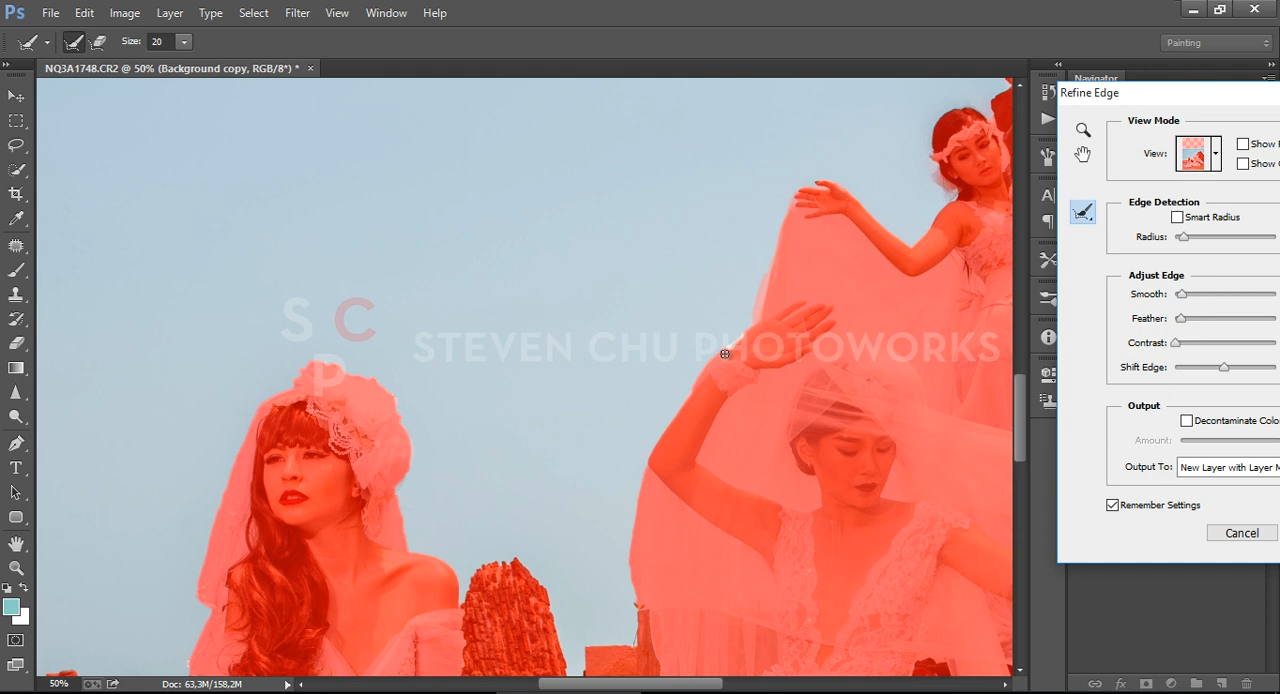 Ps File Edit Image Layer Type Select Filter View Window Help
Size: 20 Painting
NQ3A1748.CR2 @ 50% (Background copy, RGB/8*) * ×
Navigator
Refine Edge
View Mode
View:
Show
Show
Edge Detection
Smart Radius
Radius:
Adjust Edge
Smooth:
Feather:
Contrast:
Shift Edge:
Output
Decontaminate Colo
Amount:
Output To: New Layer with Layer M
Remember Settings
Cancel
S C
P
STEVEN CHU PHOTOWORKS
50% Doc: 63,3M/158,2M